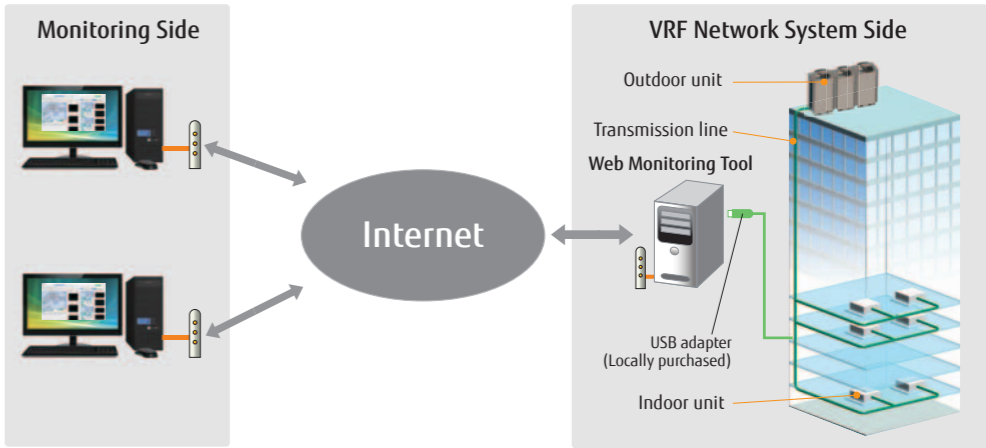 Monitoring Side
Internet
VRF Network System Side
Outdoor unit
Transmission line
Web Monitoring Tool
USB adapter
(Locally purchased)
Indoor unit